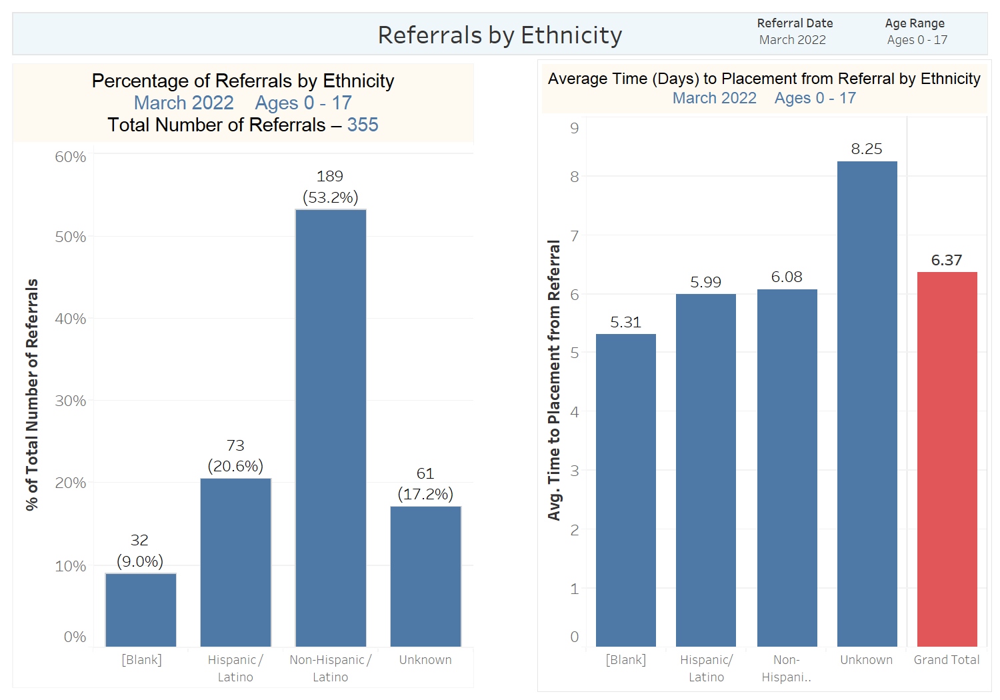 Referrals by Ethnicity
Referral Date
March 2022
Age Range
Ages 0 - 17
Percentage of Referrals by Ethnicity
March 2022 Ages 0 - 17
Total Number of Referrals – 355
% of Total Number of Referrals
60%
50%
40%
30%
20%
10%
0%
32
(9.0%)
73
(20.6%)
189
(53.2%)
61
(17.2%)
[Blank]
Hispanic/
Latino
Non-Hispanic/
Latino
Unknown
Average Time (Days) to Placement from Referral by Ethnicity
March 2022 Ages 0 - 17
Avg. Time to Placement from Referral
9
8
7
6
5
4
3
2
1
0
5.31
5.99
6.08
8.25
6.37
[Blank]
Hispanic/
Latino
Non-
Hispani..
Unknown
Grand Total